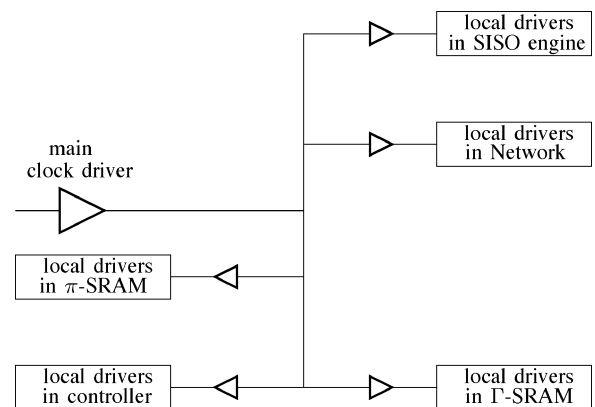 local drivers
in SISO engine
local drivers
in Network
main
clock driver
local drivers
in π-SRAM
local drivers
in controller
local drivers
in Γ-SRAM